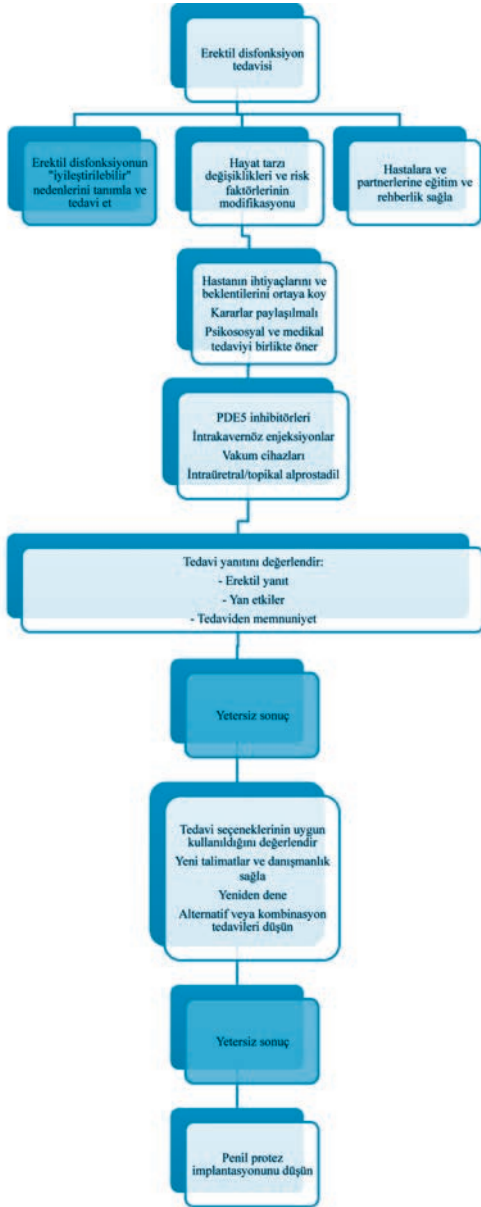 Erektil disfonksiyon
tedavisi
Erektil disfonksiyonun
"iyileştirilebilir"
nedenlerini tanımla ve
tedavi et
Hayat tarzı
değişiklikleri ve risk
faktörlerinin
modifikasyonu
Hastalara ve
partnerlerine eğitim ve
rehberlik sağla
Hastanın ihtiyaçlarını ve
beklentilerini ortaya koy
Kararlar paylaşılmalı
Psikososyal ve medikal
tedaviyi birlikte öner
PDE5 inhibitörleri
İntrakavernöz enjeksiyonlar
Vakum cihazları
İntraüretral/topikal alprostadil
Tedavi yanıtını değerlendir:
- Erektil yanıt
- Yan etkiler
- Tedaviden memnuniyet
Yetersiz sonuç
Tedavi seçeneklerinin uygun
kullanıldığını değerlendir
Yeni talimatlar ve danışmanlık
sağla
Yeniden dene
Alternatif veya kombinasyon
tedavileri düşün
Yetersiz sonuç
Penil protez
implantasyonunu düşün